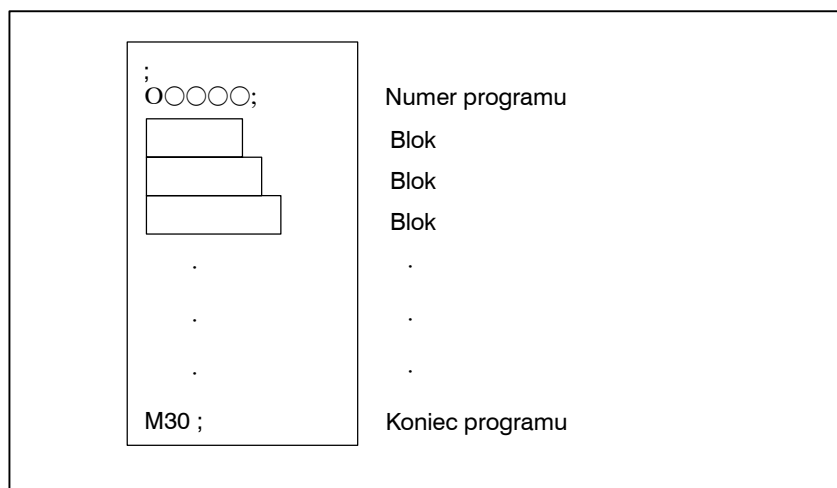 ;
O○○○○; Numer programu
Blok
Blok
Blok
. .
. .
. .
M30 ; Koniec programu